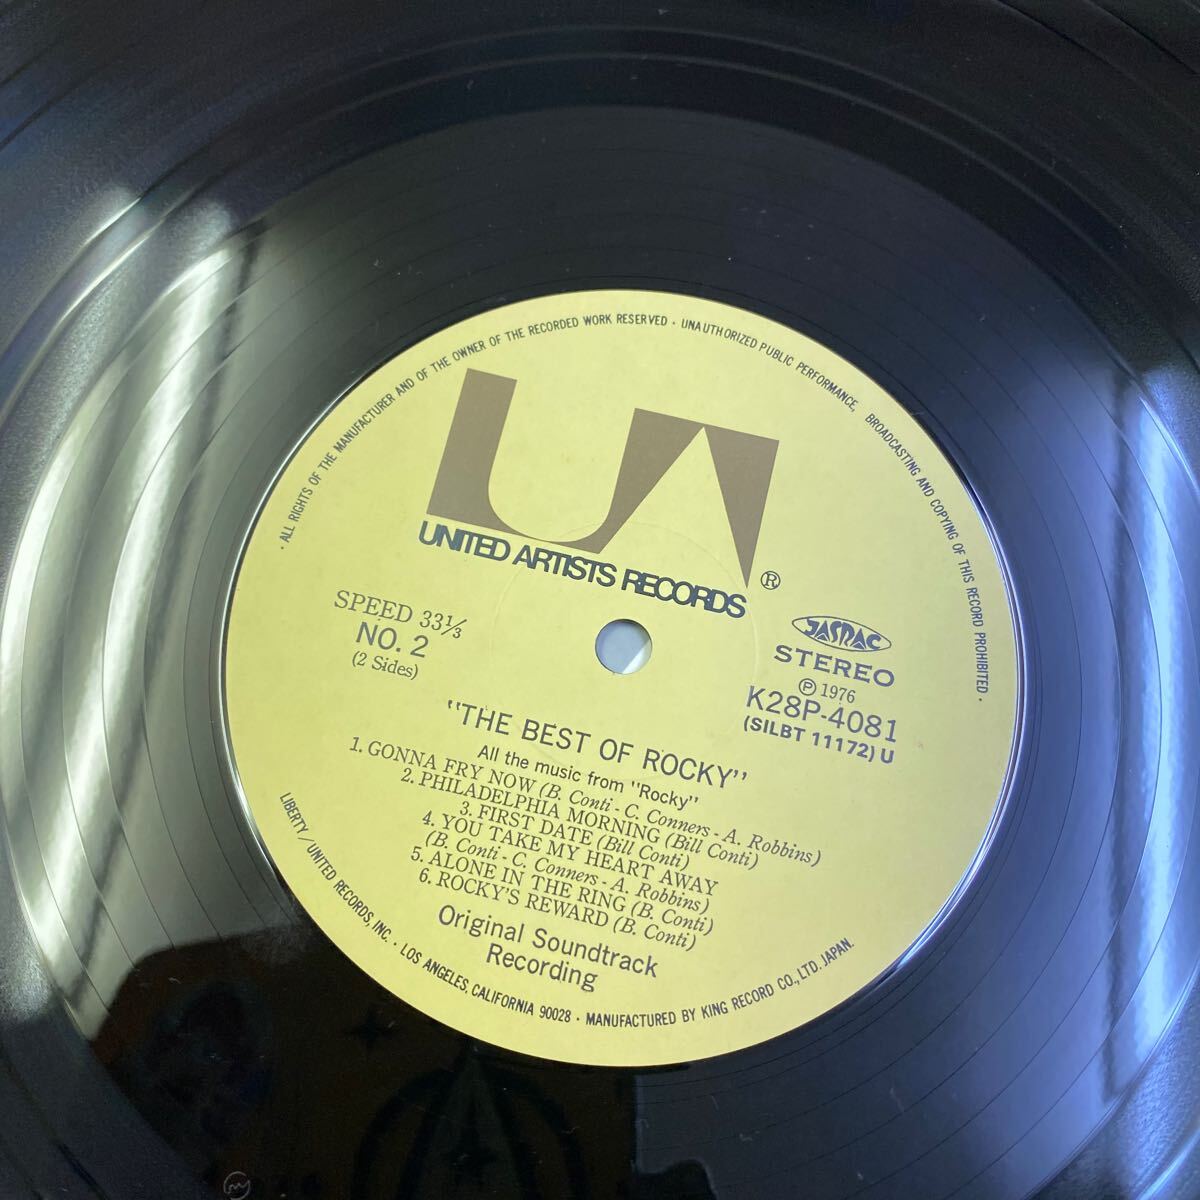 · ALL RIGHTS OF THE MANUFACTURER AND OF THE OWNER OF THE RECORDED WORK RESERVED · UNAUTHORIZED PUBLIC PERFORMANCE, BROADCASTING AND COPYING OF THIS RECORD PROHIBITED ·
UA
UNITED ARTISTS RECORDS ®
SPEED 33⅓
NO. 2
(2 Sides)
JASRAC
STEREO
Ⓟ 1976
K28P-4081
(SILBT 11172) U
"THE BEST OF ROCKY"
All the music from "Rocky"
1. GONNA FRY NOW (B. Conti - C. Conners - A. Robbins)
2. PHILADELPHIA MORNING (Bill Conti)
3. FIRST DATE (Bill Conti)
4. YOU TAKE MY HEART AWAY
(B. Conti - C. Conners - A. Robbins)
5. ALONE IN THE RING (B. Conti)
6. ROCKY'S REWARD (B. Conti)
Original Soundtrack
Recording
LIBERTY/UNITED RECORDS, INC. · LOS ANGELES, CALIFORNIA 90028 · MANUFACTURED BY KING RECORD CO., LTD. JAPAN.